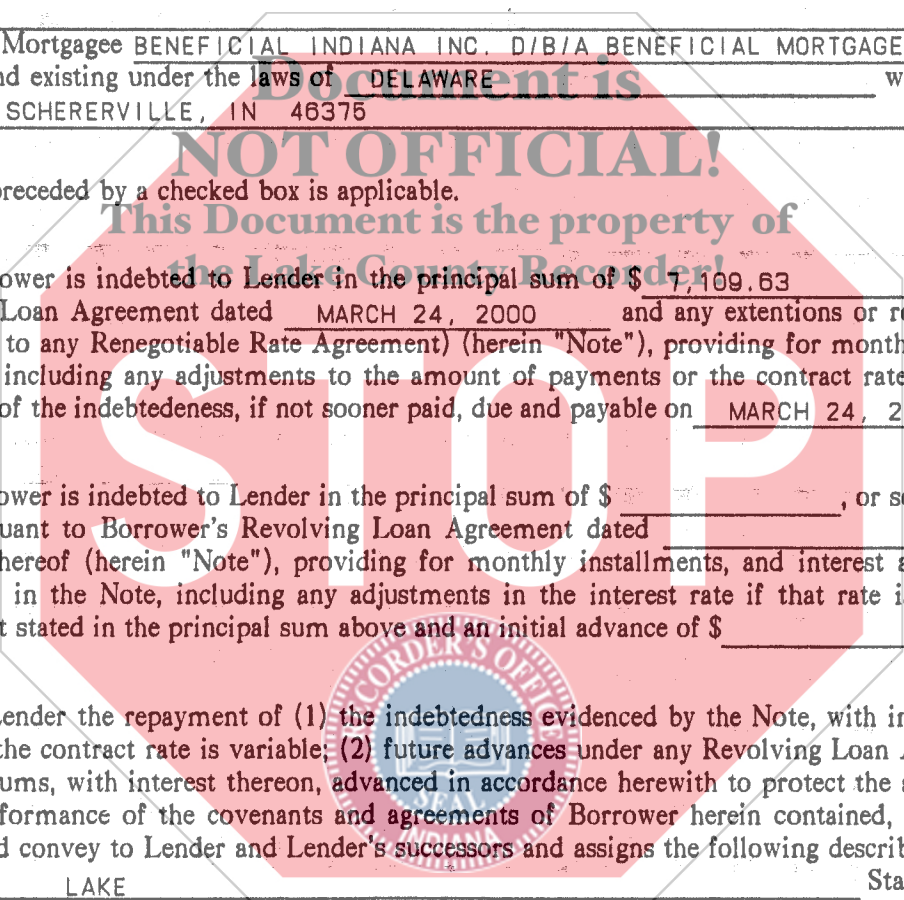 Mortgagee BENEFICIAL INDIANA INC. D/B/A BENEFICIAL MORTGAGE
nd existing under the laws of DELAWARE w
SCHERERVILLE, IN 46375
Document is
NOT OFFICIAL!
This Document is the property of
the Lake County Recorder!
STOP
preceded by a checked box is applicable.
ower is indebted to Lender in the principal sum of $ 7,109.63
Loan Agreement dated MARCH 24, 2000 and any extentions or re
to any Renegotiable Rate Agreement) (herein "Note"), providing for month
including any adjustments to the amount of payments or the contract rate
of the indebtedeness, if not sooner paid, due and payable on MARCH 24, 2
ower is indebted to Lender in the principal sum of $ , or s
uant to Borrower's Revolving Loan Agreement dated
hereof (herein "Note"), providing for monthly installments, and interest a
in the Note, including any adjustments in the interest rate if that rate i
t stated in the principal sum above and an initial advance of $
ender the repayment of (1) the indebtedness evidenced by the Note, with in
the contract rate is variable; (2) future advances under any Revolving Loan A
ums, with interest thereon, advanced in accordance herewith to protect the s
formance of the covenants and agreements of Borrower herein contained,
d convey to Lender and Lender's successors and assigns the following describ
LAKE Sta
RECORDER'S OFFICE
SEAL
INDIANA